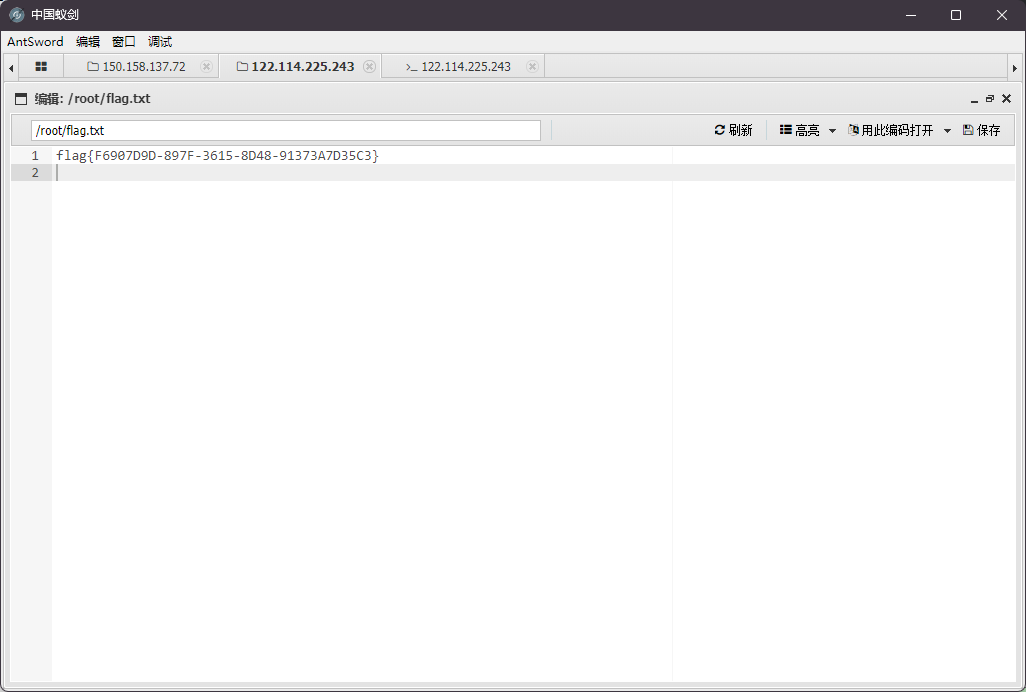 中国蚁剑
AntSword 编辑 窗口 调试
150.158.137.72 122.114.225.243 >_ 122.114.225.243
编辑: /root/flag.txt
/root/flag.txt 刷新 高亮 用此编码打开 保存
1 flag{F6907D9D-897F-3615-8D48-91373A7D35C3}
2